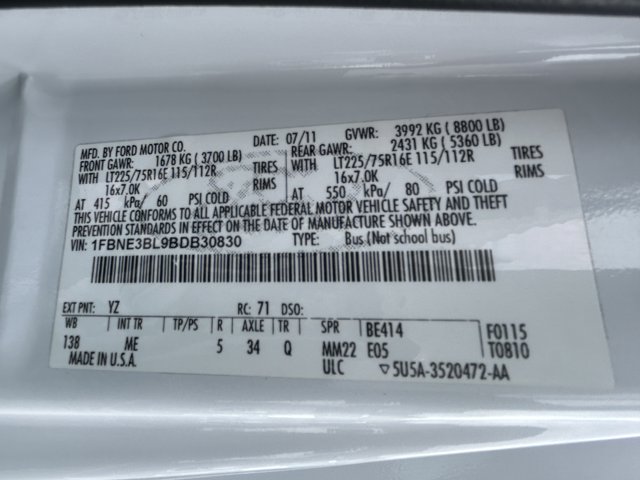 MFD. BY FORD MOTOR CO. DATE: 07/11 GVWR: 3992 KG ( 8800 LB)
FRONT GAWR: 1678 KG ( 3700 LB) REAR GAWR: 2431 KG ( 5360 LB)
WITH LT225/75R16E 115/112R TIRES WITH LT225/75R16E 115/112R TIRES
16x7.0K RIMS 16x7.0K RIMS
AT 415 kPa/ 60 PSI COLD AT 550 kPa/ 80 PSI COLD
THIS VEHICLE CONFORMS TO ALL APPLICABLE FEDERAL MOTOR VEHICLE SAFETY AND THEFT
PREVENTION STANDARDS IN EFFECT ON THE DATE OF MANUFACTURE SHOWN ABOVE.
VIN: 1FBNE3BL9BDB30830 TYPE: Bus (Not school bus)
EXT PNT: YZ RC: 71 DSO:
WB INT TR TP/PS R AXLE TR SPR BE414 F0115
138 ME 5 34 Q MM22 E05 T0810
MADE IN U.S.A. ULC ▽5U5A-3520472-AA